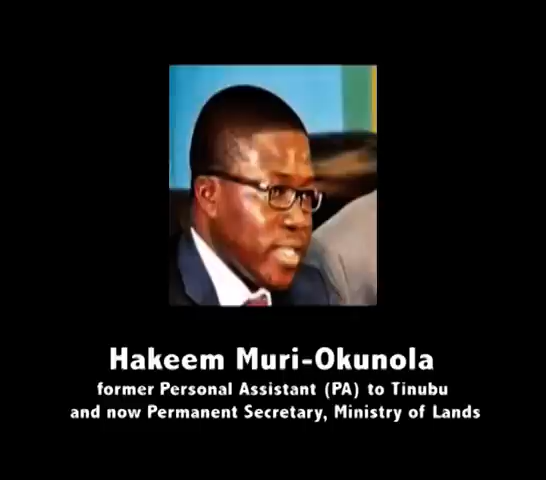 Hakeem Muri-Okunola
former Personal Assistant (PA) to Tinubu
and now Permanent Secretary, Ministry of Lands